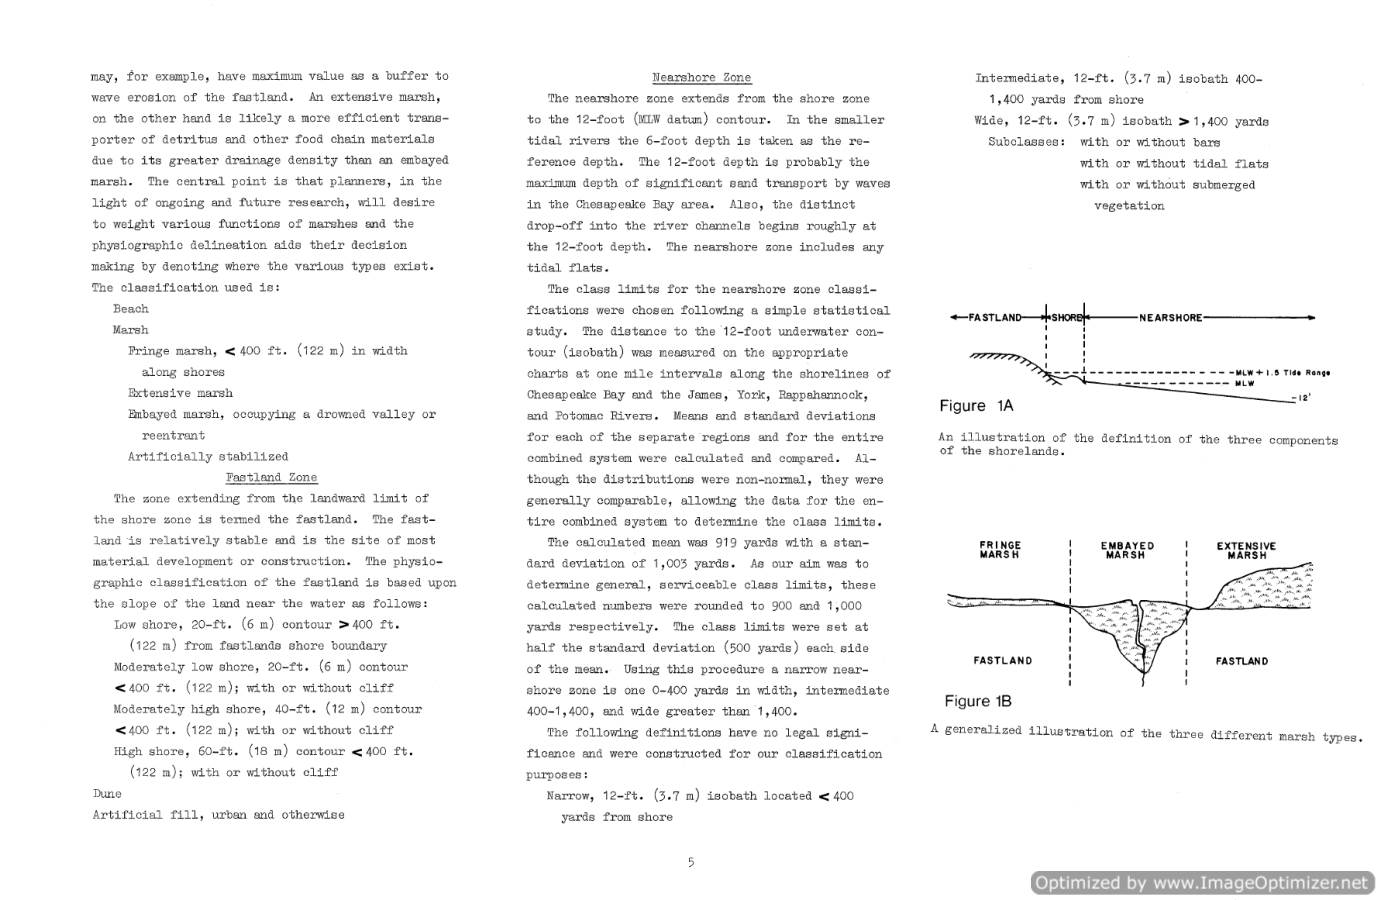 may, for example, have maximum value as a buffer to
wave erosion of the fastland. An extensive marsh,
on the other hand is likely a more efficient trans-
porter of detritus and other food chain materials
due to its greater drainage density than an embayed
marsh. The central point is that planners, in the
light of ongoing and future research, will desire
to weight various functions of marshes and the
physiographic delineation aids their decision
making by denoting where the various types exist.
The classification used is:
Beach
Marsh
Fringe marsh, < 400 ft. (122 m) in width
along shores
Extensive marsh
Embayed marsh, occupying a drowned valley or
reentrant
Artificially stabilized
Fastland Zone
The zone extending from the landward limit of
the shore zone is termed the fastland. The fast-
land is relatively stable and is the site of most
material development or construction. The physio-
graphic classification of the fastland is based upon
the slope of the land near the water as follows:
Low shore, 20-ft. (6 m) contour > 400 ft.
(122 m) from fastlands shore boundary
Moderately low shore, 20-ft. (6 m) contour
< 400 ft. (122 m); with or without cliff
Moderately high shore, 40-ft. (12 m) contour
< 400 ft. (122 m); with or without cliff
High shore, 60-ft. (18 m) contour < 400 ft.
(122 m); with or without cliff
Dune
Artificial fill, urban and otherwise
Nearshore Zone
The nearshore zone extends from the shore zone
to the 12-foot (MLW datum) contour. In the smaller
tidal rivers the 6-foot depth is taken as the re-
ference depth. The 12-foot depth is probably the
maximum depth of significant sand transport by waves
in the Chesapeake Bay area. Also, the distinct
drop-off into the river channels begins roughly at
the 12-foot depth. The nearshore zone includes any
tidal flats.
The class limits for the nearshore zone classi-
fications were chosen following a simple statistical
study. The distance to the 12-foot underwater con-
tour (isobath) was measured on the appropriate
charts at one mile intervals along the shorelines of
Chesapeake Bay and the James, York, Rappahannock,
and Potomac Rivers. Means and standard deviations
for each of the separate regions and for the entire
combined system were calculated and compared. Al-
though the distributions were non-normal, they were
generally comparable, allowing the data for the en-
tire combined system to determine the class limits.
The calculated mean was 919 yards with a stan-
dard deviation of 1,003 yards. As our aim was to
determine general, serviceable class limits, these
calculated numbers were rounded to 900 and 1,000
yards respectively. The class limits were set at
half the standard deviation (500 yards) each side
of the mean. Using this procedure a narrow near-
shore zone is one 0-400 yards in width, intermediate
400-1,400, and wide greater than 1,400.
The following definitions have no legal signi-
ficance and were constructed for our classification
purposes:
Narrow, 12-ft. (3.7 m) isobath located < 400
yards from shore
Intermediate, 12-ft. (3.7 m) isobath 400-
1,400 yards from shore
Wide, 12-ft. (3.7 m) isobath > 1,400 yards
Subclasses: with or without bars
with or without tidal flats
with or without submerged
vegetation
FASTLAND SHORE NEARSHORE
MLW + 1.5 Tide Range
MLW
-12'
Figure 1A
An illustration of the definition of the three components
of the shorelands.
FRINGE MARSH EMBAYED MARSH EXTENSIVE MARSH
FASTLAND FASTLAND
Figure 1B
A generalized illustration of the three different marsh types.
5
Optimized by www.ImageOptimizer.net